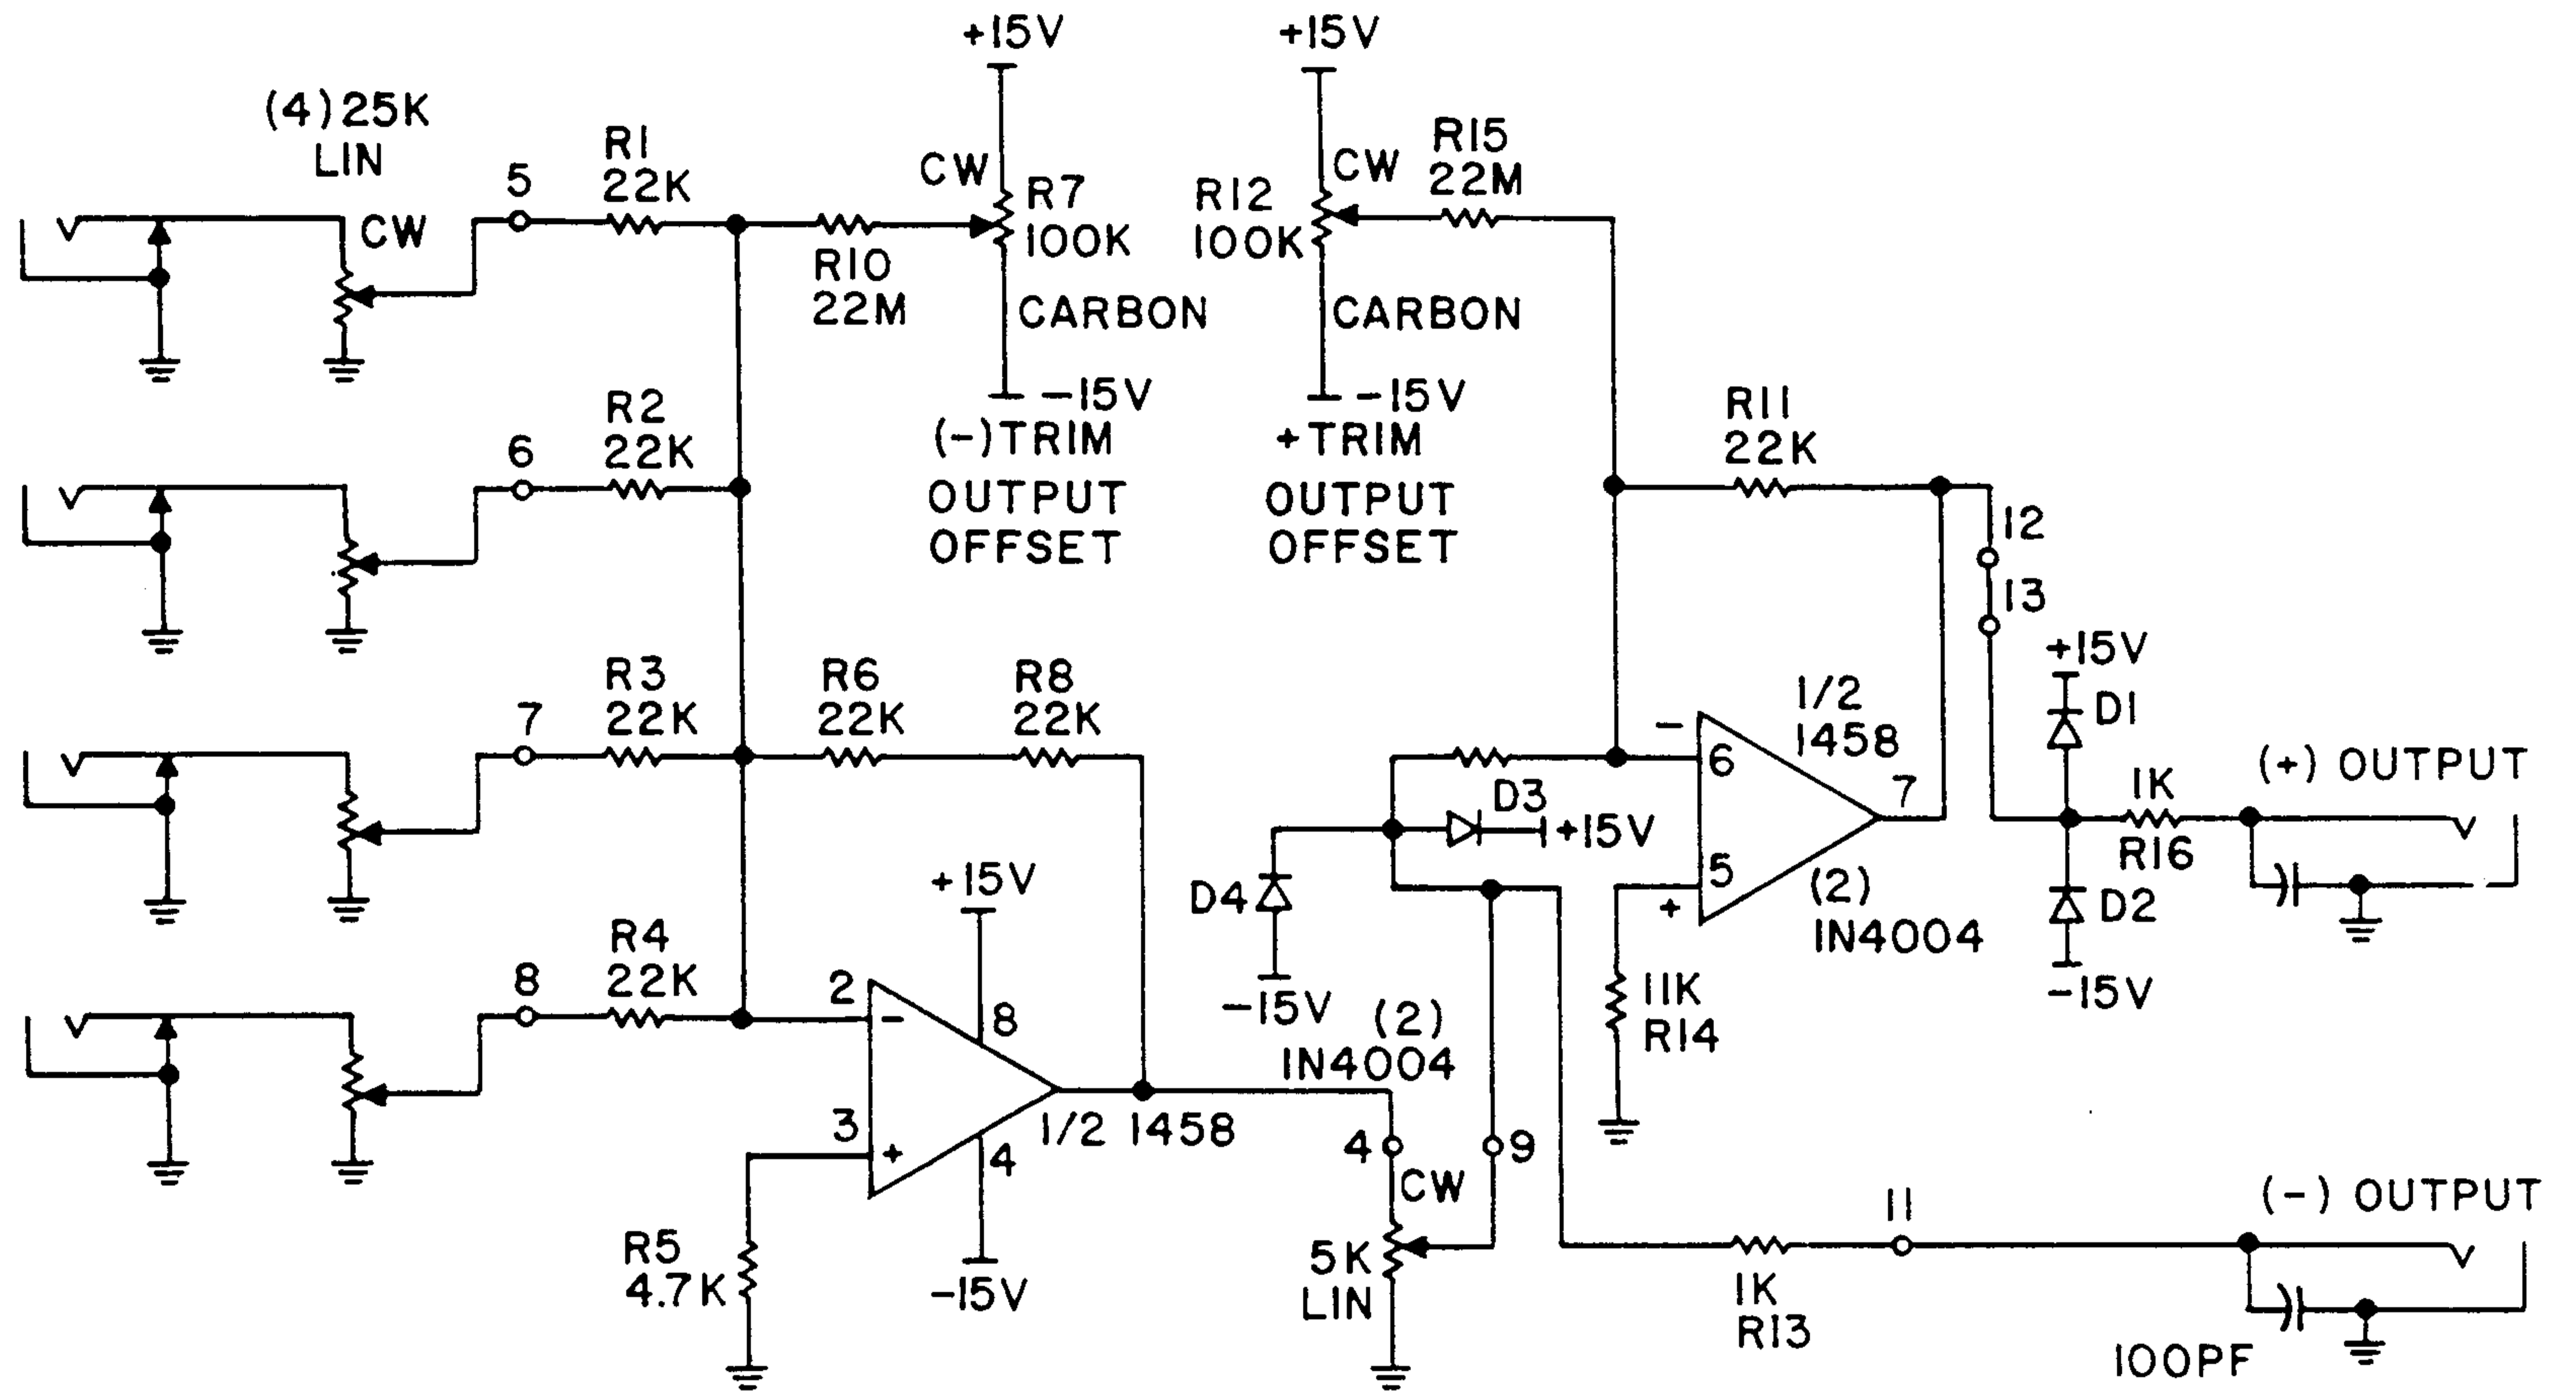 +15V
+15V
(4) 25K
LIN
CW
5
R1
22K
R10
22M
CW
R7
100K
CARBON
-15V
(-) TRIM
OUTPUT
OFFSET
R12
100K
CW
CARBON
-15V
+TRIM
OUTPUT
OFFSET
R15
22M
R11
22K
12
13
6
R2
22K
7
R3
22K
R6
22K
R8
22K
8
R4
22K
2
-
3
+
+15V
8
4
-15V
1/2 1458
R5
4.7K
D4
-15V
D3
+15V
(2)
IN4004
4
CW
9
5K
LIN
-
6
5
+
1/2
1458
7
(2)
IN4004
11K
R14
+15V
D1
D2
-15V
1K
R16
(+) OUTPUT
1K
R13
11
(-) OUTPUT
100PF